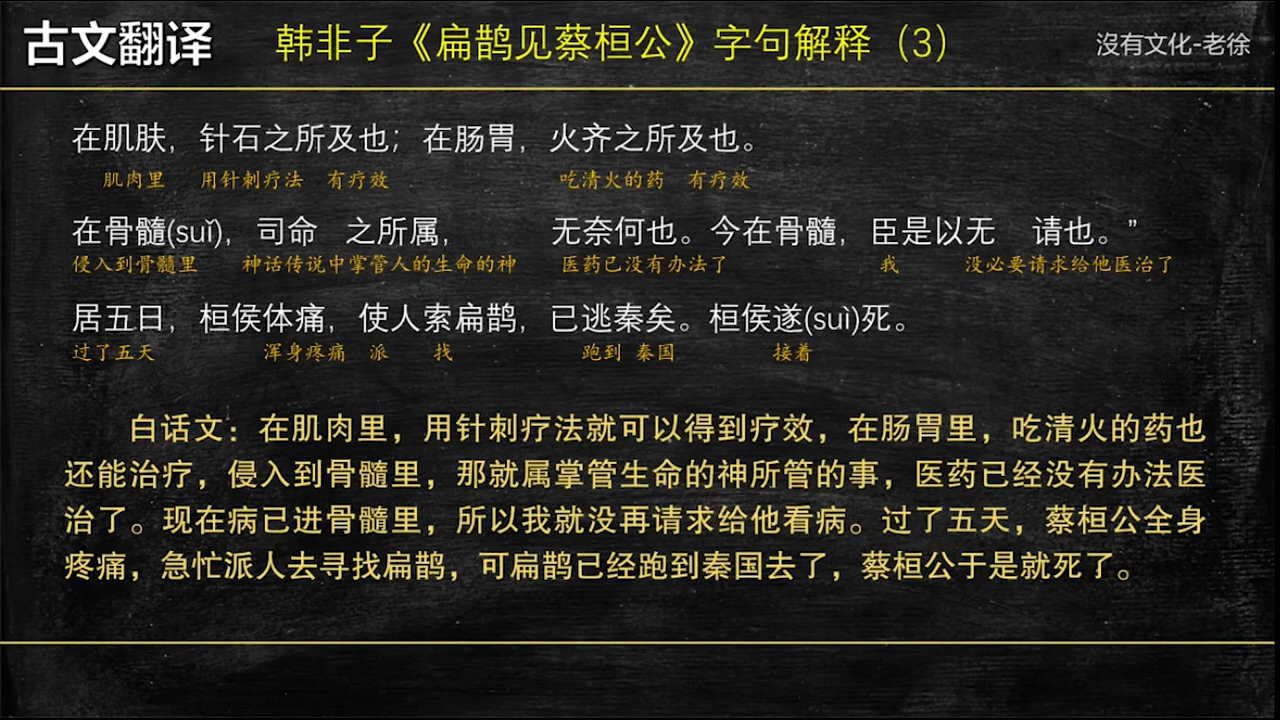 古文翻译 韩非子《扁鹊见蔡桓公》字句解释（3） 沒有文化-老徐
在肌肤，针石之所及也；在肠胃，火齐之所及也。
肌肉里 用针刺疗法 有疗效 吃清火的药 有疗效
在骨髓(suǐ)，司命 之所属， 无奈何也。今在骨髓，臣是以无 请也。”
侵入到骨髓里 神话传说中掌管人的生命的神 医药已没有办法了 我 没必要请求给他医治了
居五日，桓侯体痛，使人索扁鹊，已逃秦矣。桓侯遂(suì)死。
过了五天 浑身疼痛 派 找 跑到 秦国 接着
白话文：在肌肉里，用针刺疗法就可以得到疗效，在肠胃里，吃清火的药也
还能治疗，侵入到骨髓里，那就属掌管生命的神所管的事，医药已经没有办法医
治了。现在病已进骨髓里，所以我就没再请求给他看病。过了五天，蔡桓公全身
疼痛，急忙派人去寻找扁鹊，可扁鹊已经跑到秦国去了，蔡桓公于是就死了。